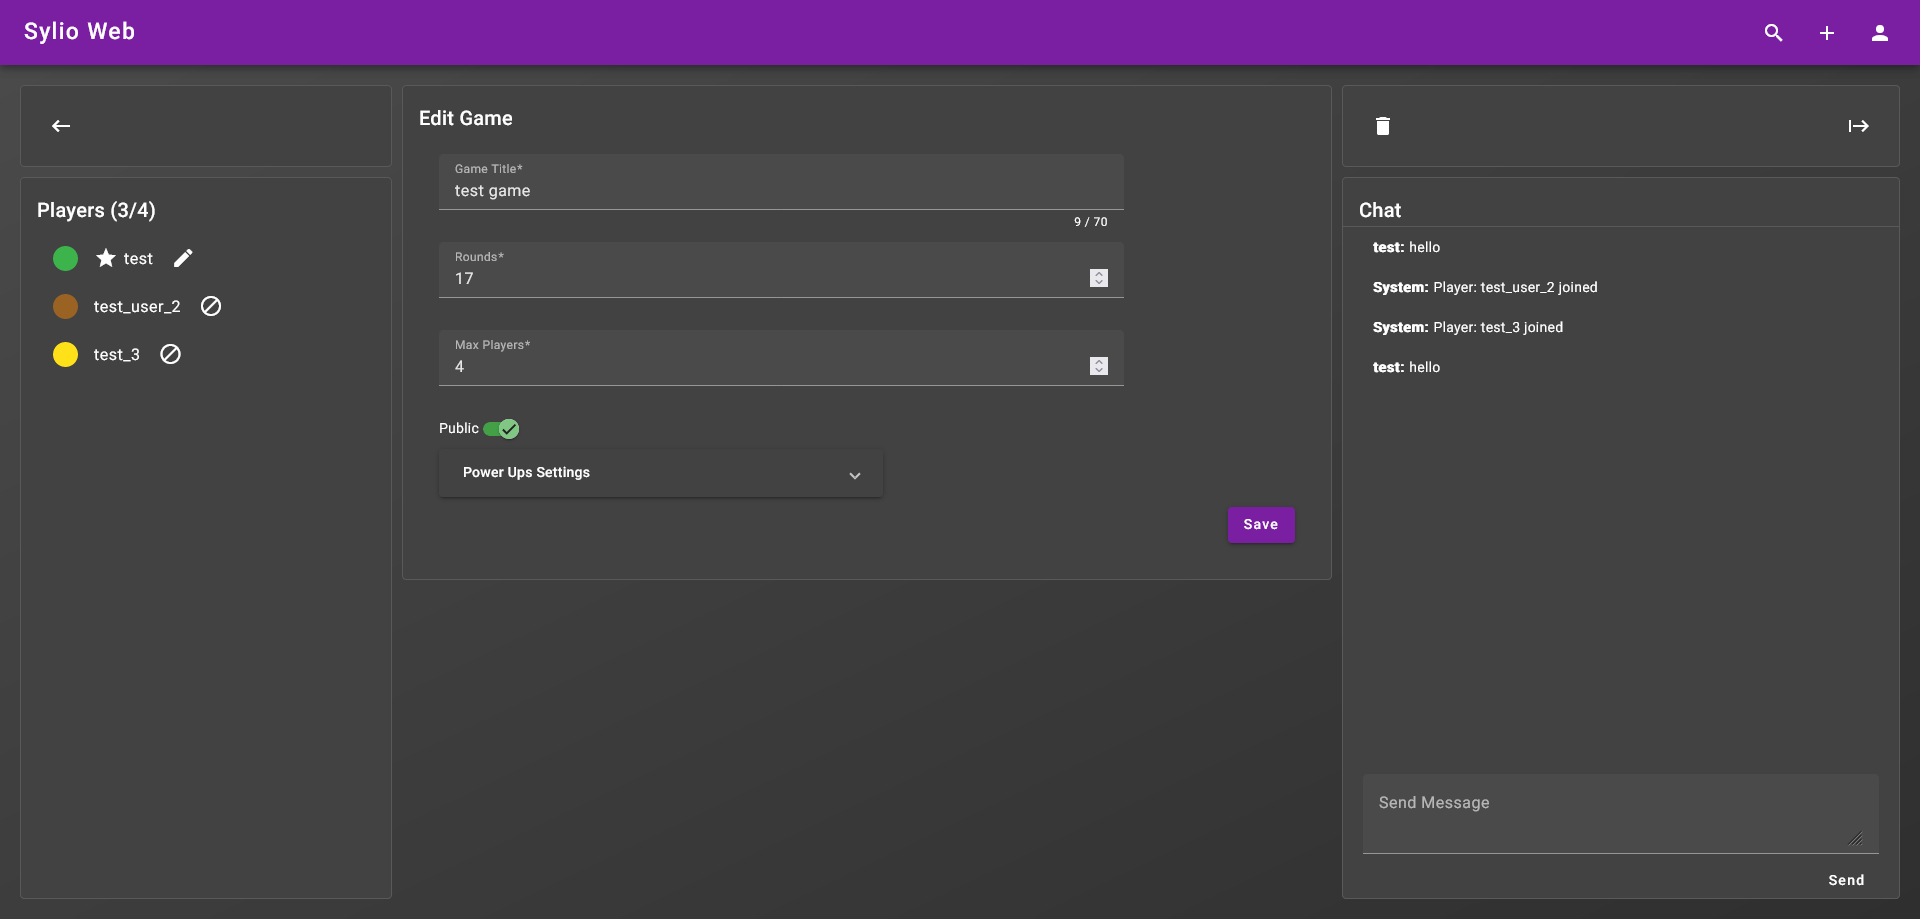 Sylio Web
Players (3/4)
test
test_user_2
test_3
Edit Game
Game Title*
test game
9 / 70
Rounds*
17
Max Players*
4
Public
Power Ups Settings
Save
Chat
test: hello
System: Player: test_user_2 joined
System: Player: test_3 joined
test: hello
Send Message
Send